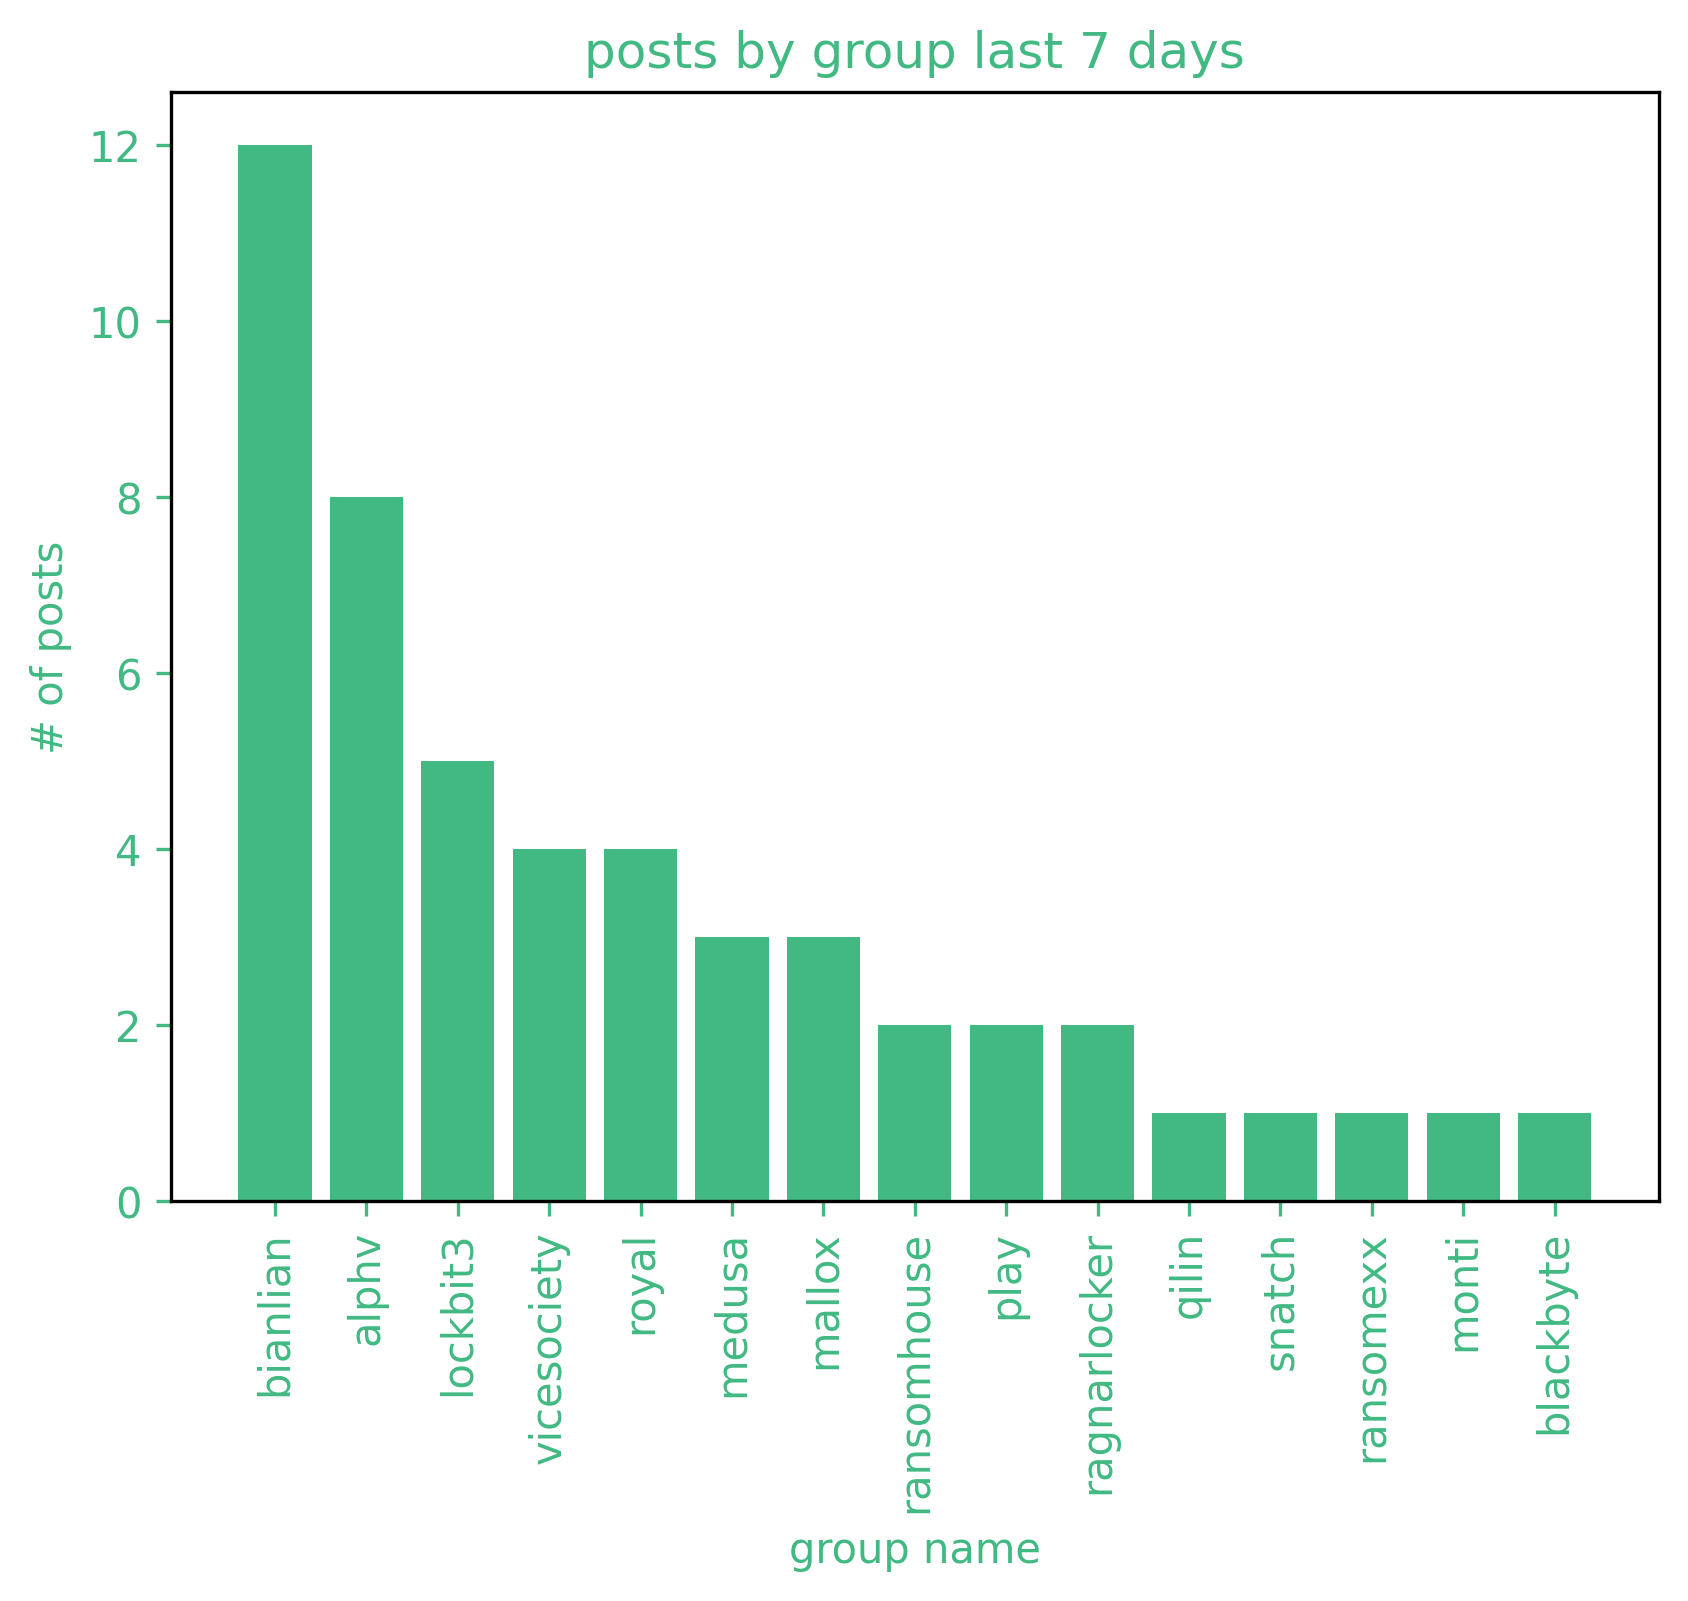 posts by group last 7 days
12
10
8
6
4
2
0
# of posts
bianlian
alphv
lockbit3
vicesociety
royal
medusa
mallox
ransomhouse
play
ragnarlocker
qilin
snatch
ransomexx
monti
blackbyte
group name